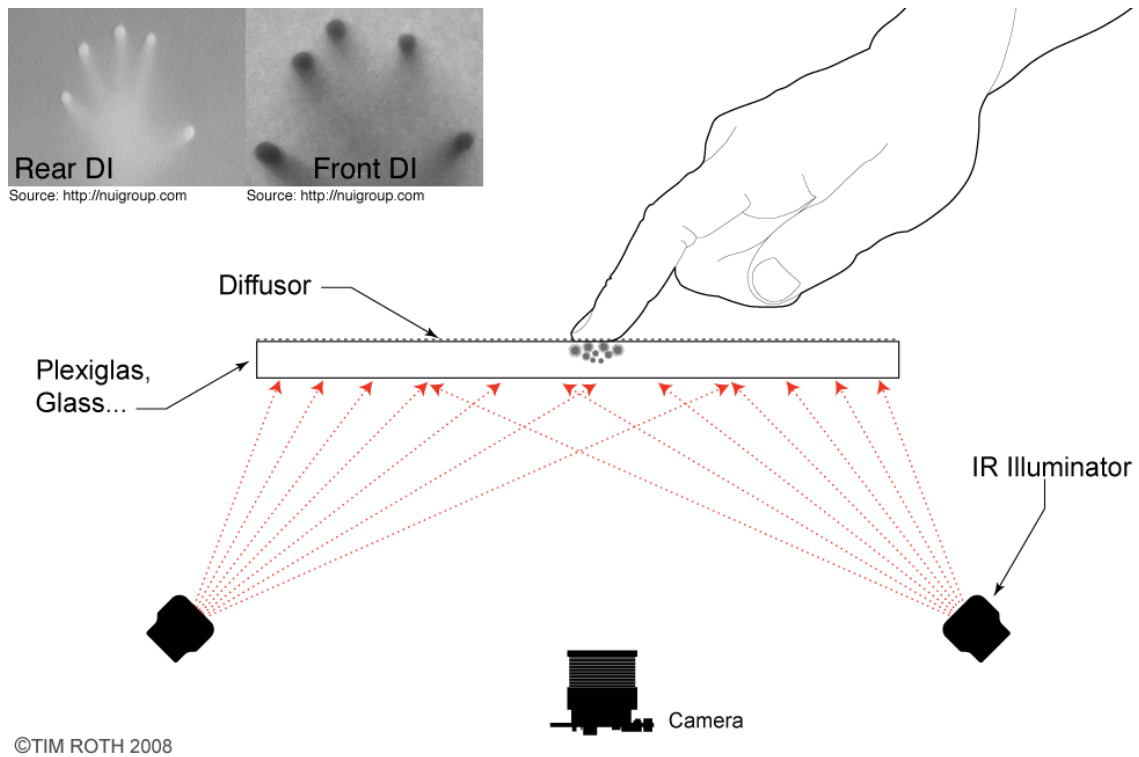 Rear DI
Front DI
Source: http://nuigroup.com
Source: http://nuigroup.com
Diffusor
Plexiglas,
Glass...
IR Illuminator
Camera
©TIM ROTH 2008